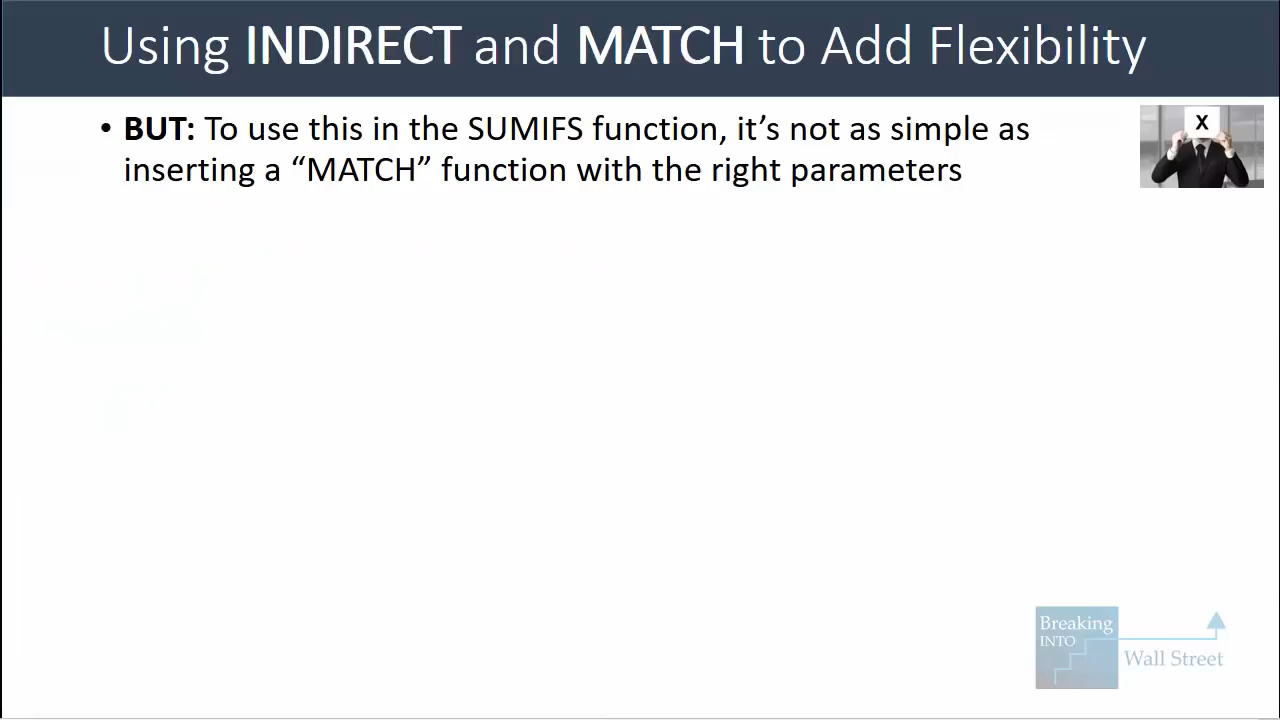 Using INDIRECT and MATCH to Add Flexibility
• BUT: To use this in the SUMIFS function, it’s not as simple as
inserting a “MATCH” function with the right parameters
X
Breaking
INTO
Wall Street